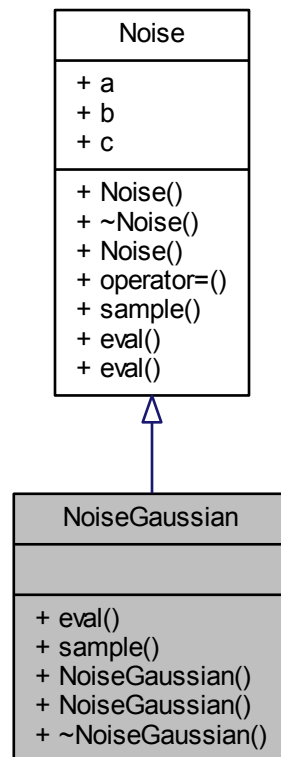 Noise
+ a
+ b
+ c
+ Noise()
+ ~Noise()
+ Noise()
+ operator=()
+ sample()
+ eval()
+ eval()
NoiseGaussian
+ eval()
+ sample()
+ NoiseGaussian()
+ NoiseGaussian()
+ ~NoiseGaussian()